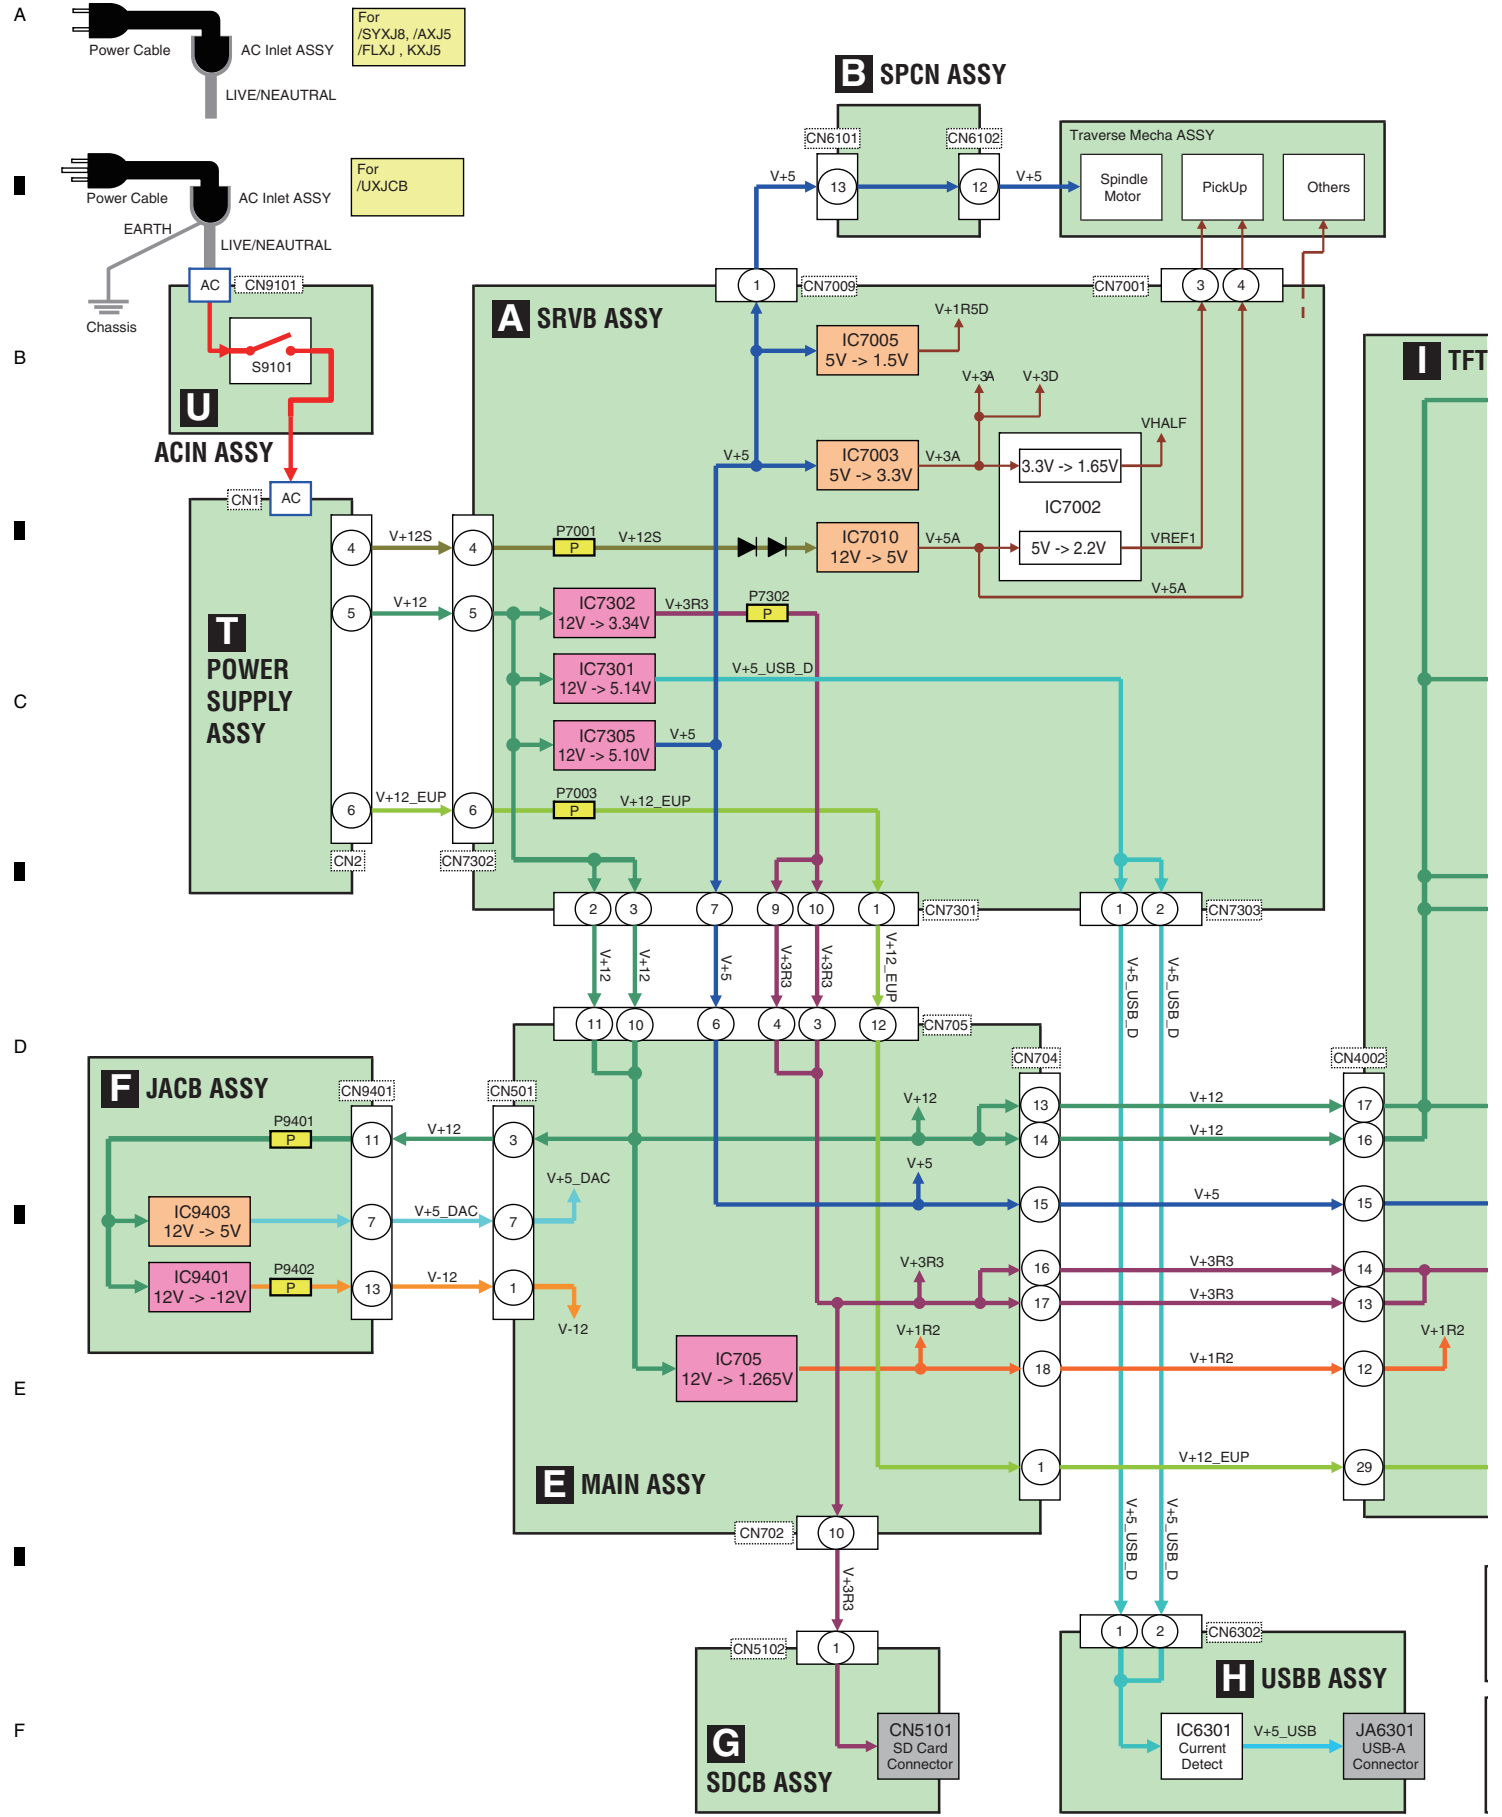 A
Power Cable
AC Inlet ASSY
LIVE/NEAUTRAL
For
/SYXJ8, /AXJ5
/FLXJ , KXJ5
Power Cable
AC Inlet ASSY
EARTH
LIVE/NEAUTRAL
For
/UXJCB
Chassis
AC
CN9101
S9101
U
ACIN ASSY
B
B SPCN ASSY
CN6101
CN6102
V+5
13
12
V+5
Traverse Mecha ASSY
Spindle
Motor
PickUp
Others
1
CN7009
CN7001
3
4
A SRVB ASSY
V+1R5D
IC7005
5V -> 1.5V
V+3A
V+3D
V+5
IC7003
5V -> 3.3V
V+3A
VHALF
3.3V -> 1.65V
IC7002
5V -> 2.2V
VREF1
V+5A
I TFT
CN1
AC
4
V+12S
4
P7001
P
V+12S
IC7010
12V -> 5V
V+5A
5
V+12
5
IC7302
12V -> 3.34V
V+3R3
P7302
P
T
POWER
SUPPLY
ASSY
C
IC7301
12V -> 5.14V
V+5_USB_D
IC7305
12V -> 5.10V
V+5
6
V+12_EUP
6
P7003
P
V+12_EUP
CN2
CN7302
2
3
7
9
10
1
CN7301
1
2
CN7303
V+12
V+12
V+5
V+3R3
V+3R3
V+12_EUP
V+5_USB_D
V+5_USB_D
D
11
10
6
4
3
12
CN705
CN704
CN4002
F JACB ASSY
CN9401
CN501
P9401
P
11
V+12
3
V+12
13
V+12
17
14
V+12
16
IC9403
12V -> 5V
7
V+5_DAC
7
V+5_DAC
V+5
15
V+5
15
IC9401
12V -> -12V
P9402
P
13
V-12
1
V-12
V+3R3
16
V+3R3
14
17
V+3R3
13
E
IC705
12V -> 1.265V
V+1R2
18
V+1R2
12
V+1R2
E MAIN ASSY
1
V+12_EUP
29
CN702
10
V+3R3
V+5_USB_D
V+5_USB_D
CN5102
1
1
2
CN6302
F
G
SDCB ASSY
CN5101
SD Card
Connector
H USBB ASSY
IC6301
Current
Detect
V+5_USB
JA6301
USB-A
Connector